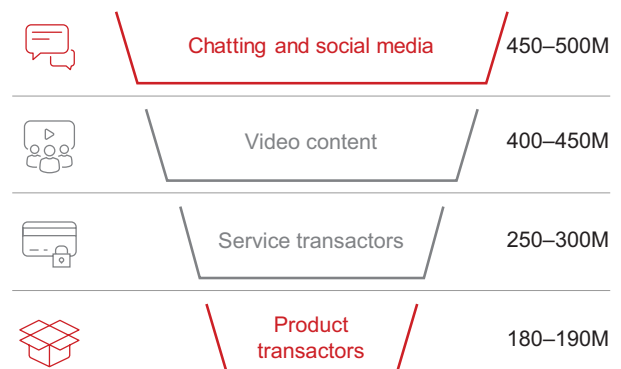 Chatting and social media 450–500M
Video content 400–450M
Service transactors 250–300M
Product
transactors 180–190M